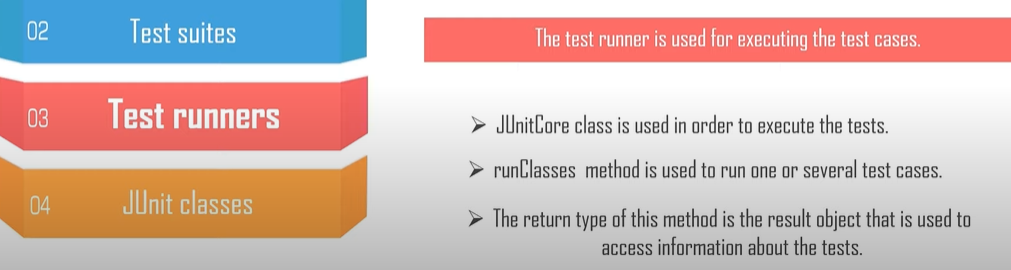 02 Test suites
03 Test runners
04 JUnit classes
The test runner is used for executing the test cases.
➢ JUnitCore class is used in order to execute the tests.
➢ runClasses method is used to run one or several test cases.
➢ The return type of this method is the result object that is used to
access information about the tests.